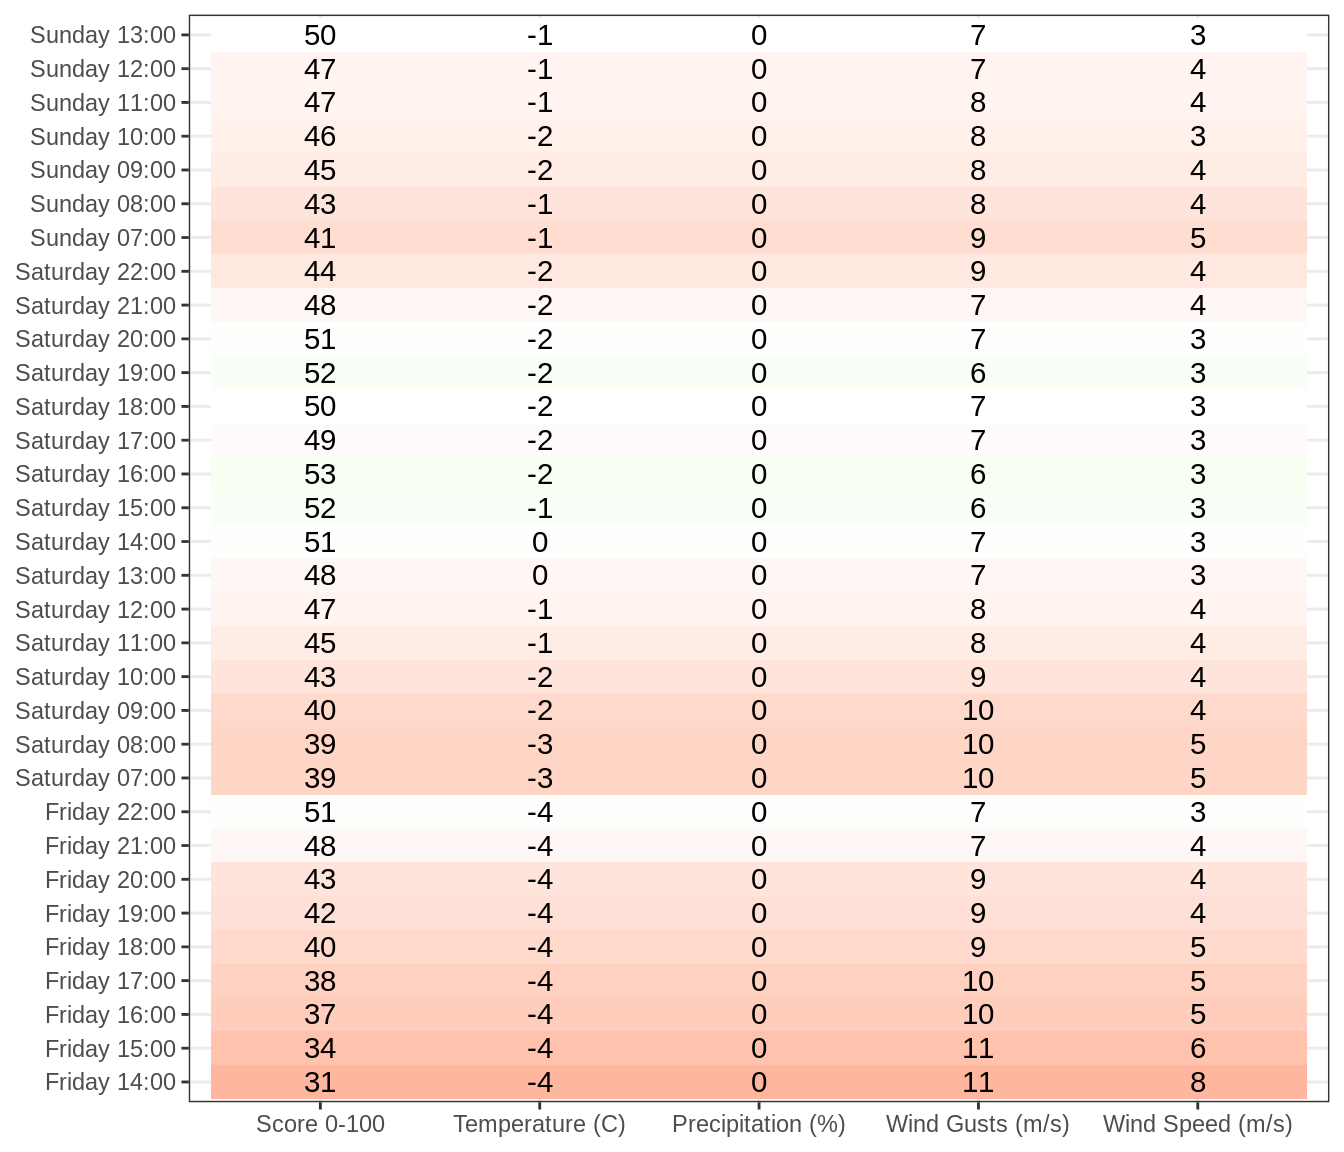 Sunday 13:00 50 -1 0 7 3
Sunday 12:00 47 -1 0 7 4
Sunday 11:00 47 -1 0 8 4
Sunday 10:00 46 -2 0 8 3
Sunday 09:00 45 -2 0 8 4
Sunday 08:00 43 -1 0 8 4
Sunday 07:00 41 -1 0 9 5
Saturday 22:00 44 -2 0 9 4
Saturday 21:00 48 -2 0 7 4
Saturday 20:00 51 -2 0 7 3
Saturday 19:00 52 -2 0 6 3
Saturday 18:00 50 -2 0 7 3
Saturday 17:00 49 -2 0 7 3
Saturday 16:00 53 -2 0 6 3
Saturday 15:00 52 -1 0 6 3
Saturday 14:00 51 0 0 7 3
Saturday 13:00 48 0 0 7 3
Saturday 12:00 47 -1 0 8 4
Saturday 11:00 45 -1 0 8 4
Saturday 10:00 43 -2 0 9 4
Saturday 09:00 40 -2 0 10 4
Saturday 08:00 39 -3 0 10 5
Saturday 07:00 39 -3 0 10 5
Friday 22:00 51 -4 0 7 3
Friday 21:00 48 -4 0 7 4
Friday 20:00 43 -4 0 9 4
Friday 19:00 42 -4 0 9 4
Friday 18:00 40 -4 0 9 5
Friday 17:00 38 -4 0 10 5
Friday 16:00 37 -4 0 10 5
Friday 15:00 34 -4 0 11 6
Friday 14:00 31 -4 0 11 8
Score 0-100 Temperature (C) Precipitation (%) Wind Gusts (m/s) Wind Speed (m/s)